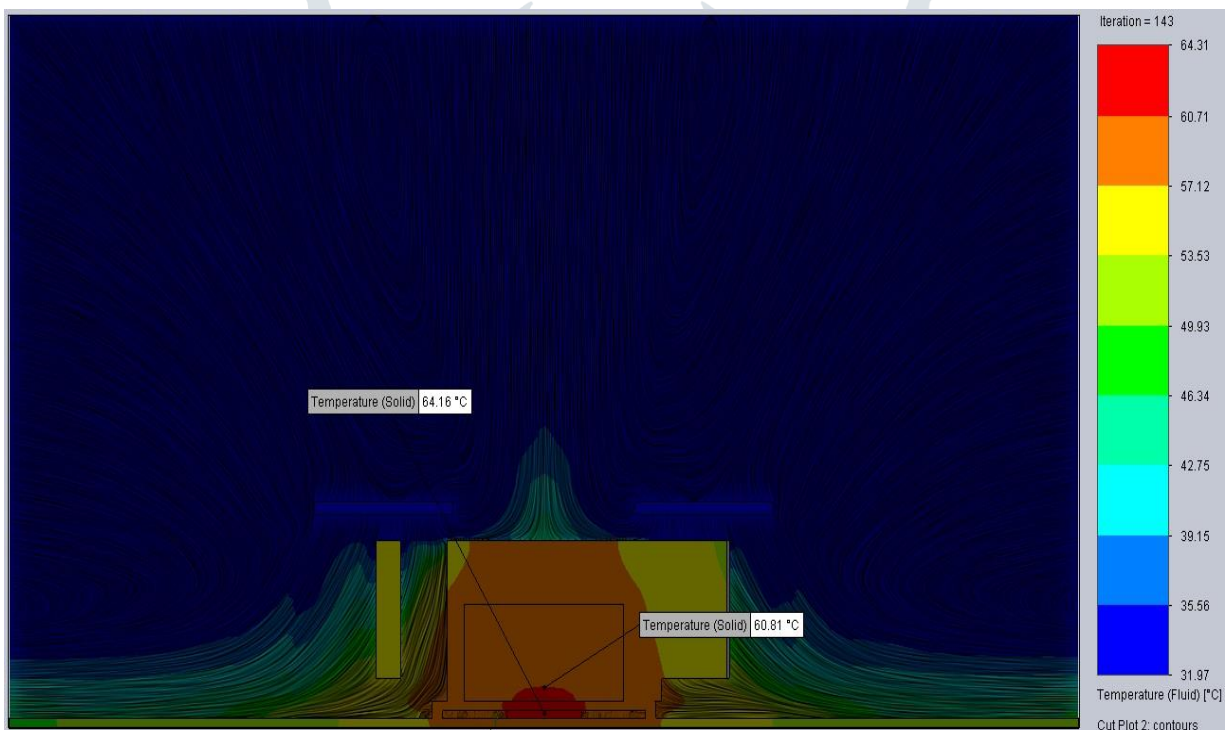 Iteration = 143
64.31
60.71
57.12
53.53
49.93
46.34
42.75
39.15
35.56
31.97
Temperature (Fluid) [°C]
Cut Plot 2: contours
Temperature (Solid) 64.16 °C
Temperature (Solid) 60.81 °C